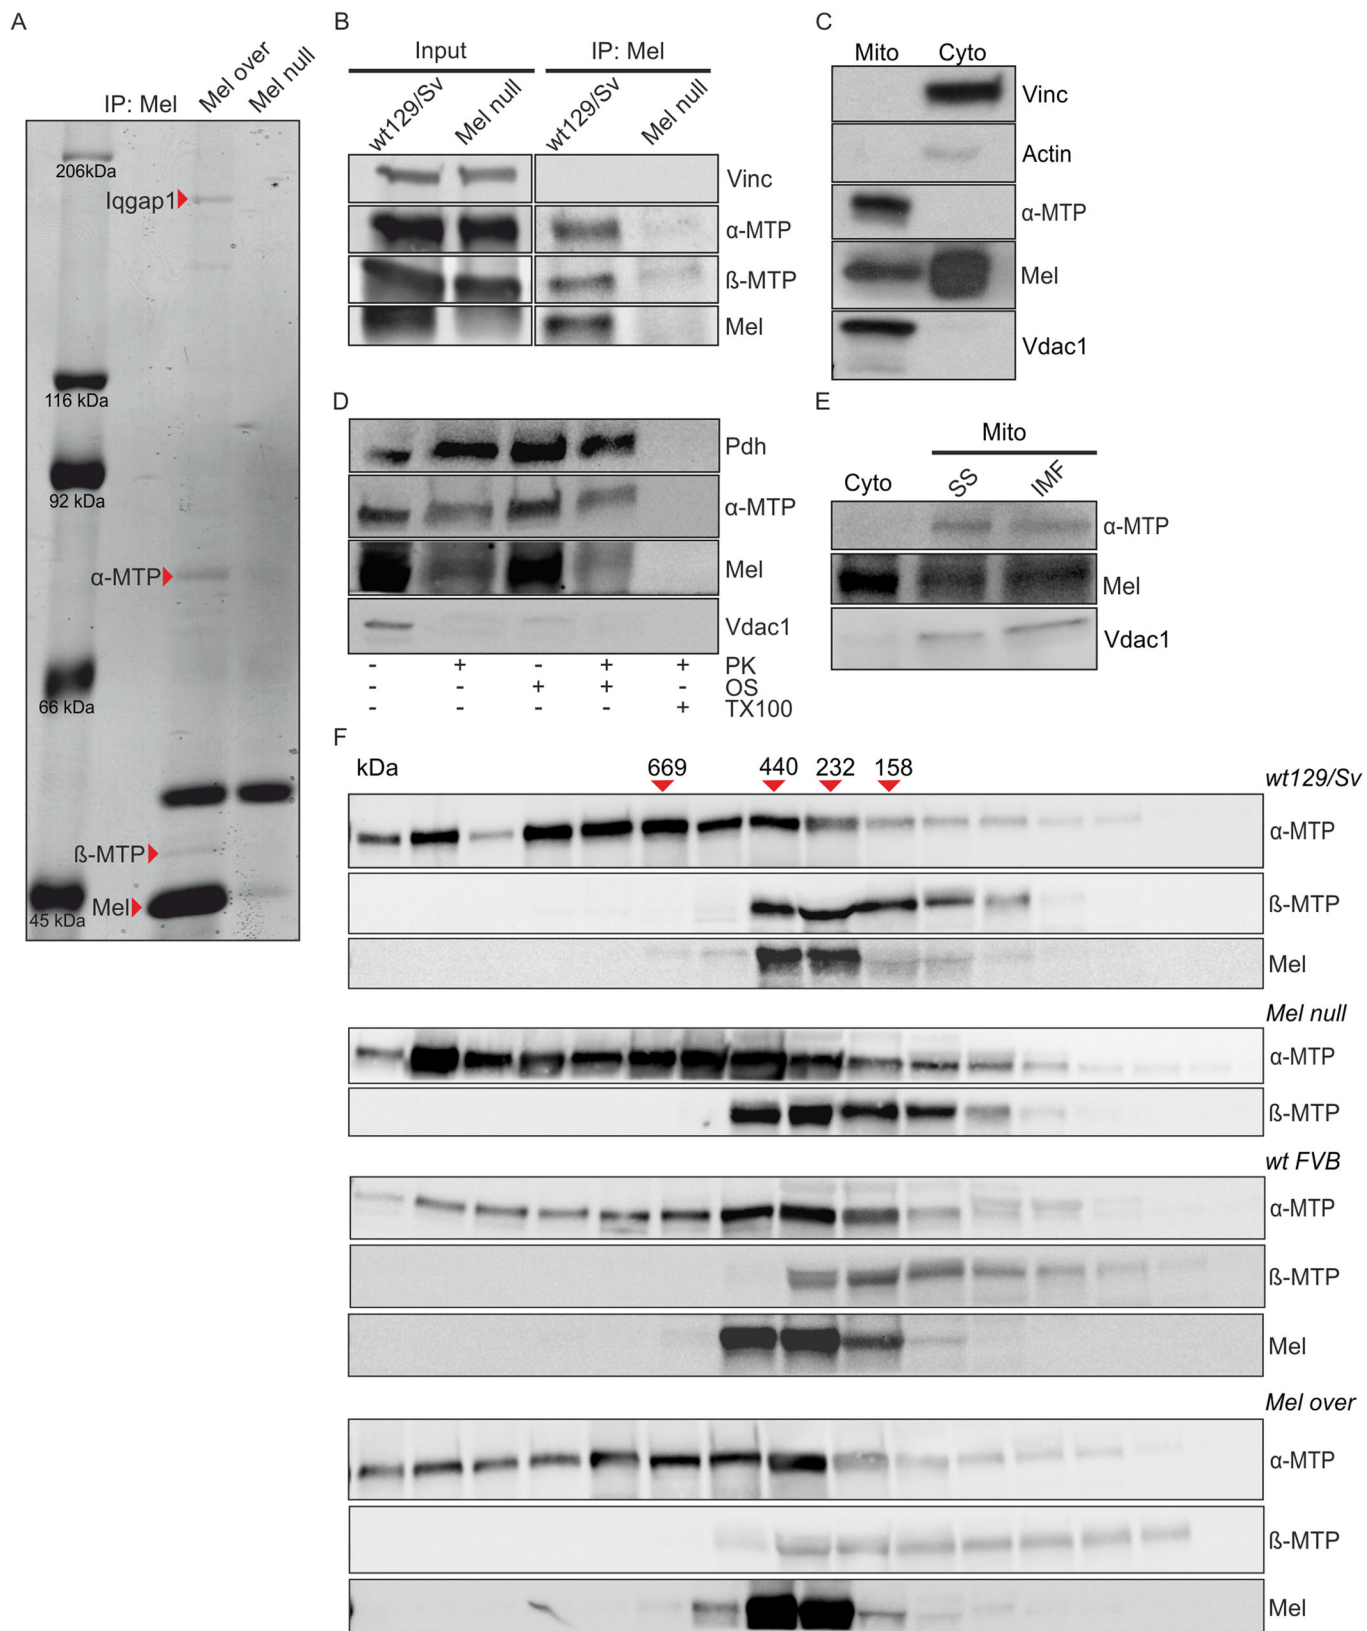 A
IP: Mel
Mel over
Mel null
206kDa
Iqgap1
116 kDa
92 kDa
α-MTP
66 kDa
ß-MTP
Mel
45 kDa
B
Input
IP: Mel
wt129/Sv
Mel null
wt129/Sv
Mel null
Vinc
α-MTP
ß-MTP
Mel
C
Mito
Cyto
Vinc
Actin
α-MTP
Mel
Vdac1
D
Pdh
α-MTP
Mel
Vdac1
- + - + + PK
- - + + - OS
- - - - + TX100
E
Mito
Cyto
SS
IMF
α-MTP
Mel
Vdac1
F
kDa 669 440 232 158
wt129/Sv
α-MTP
ß-MTP
Mel
Mel null
α-MTP
ß-MTP
wt FVB
α-MTP
ß-MTP
Mel
Mel over
α-MTP
ß-MTP
Mel